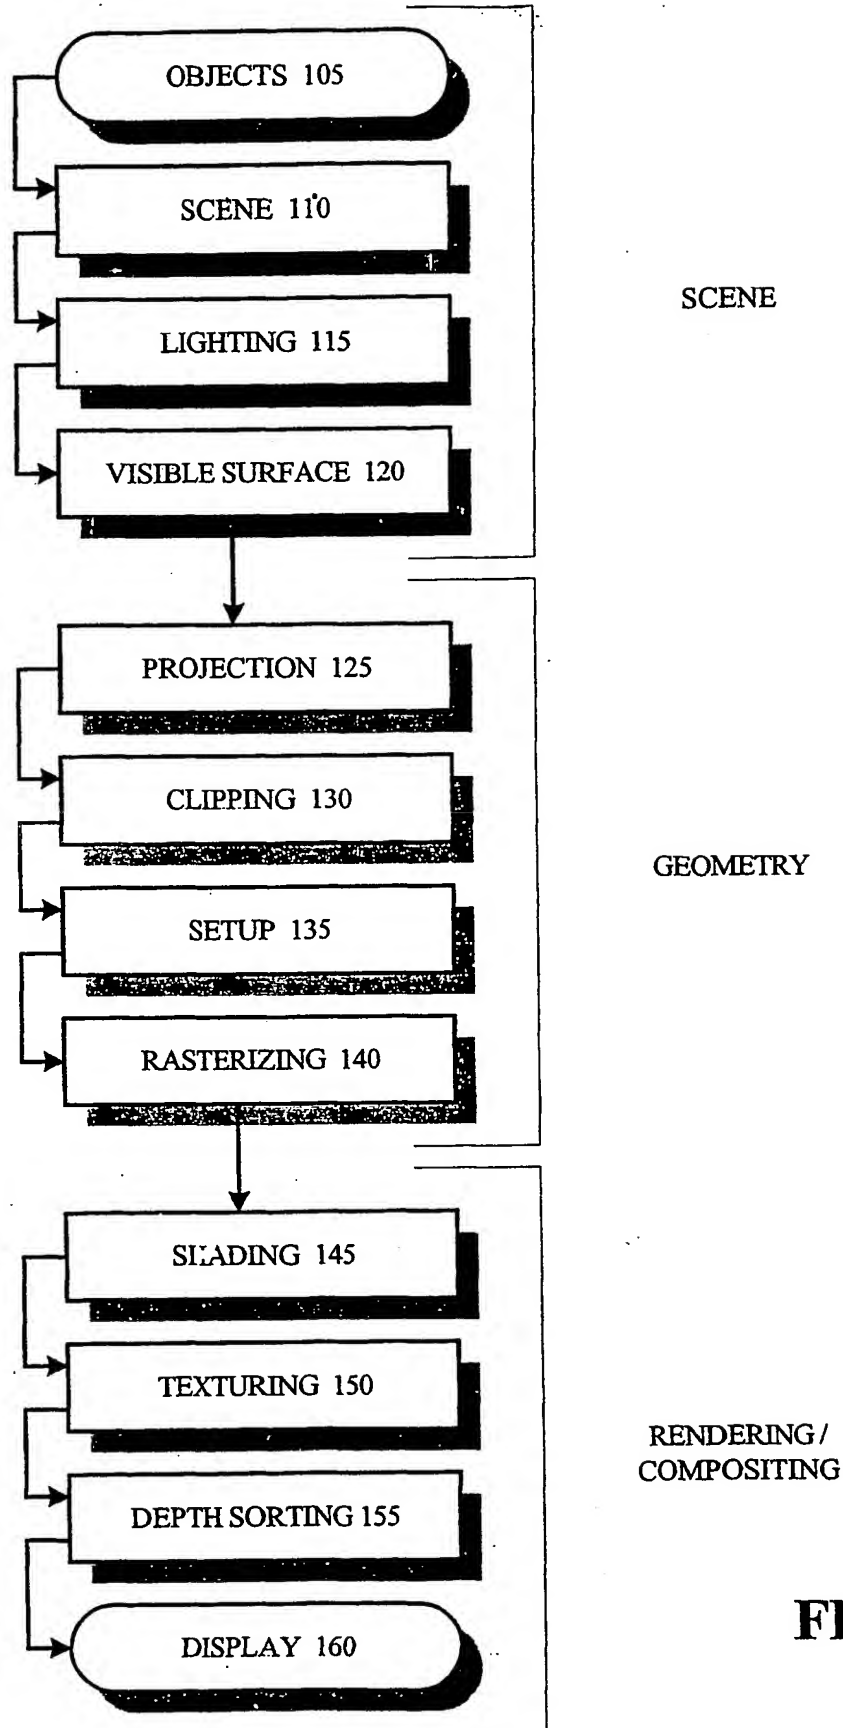 OBJECTS 105
SCENE 110
LIGHTING 115
VISIBLE SURFACE 120
SCENE
PROJECTION 125
CLIPPING 130
SETUP 135
RASTERIZING 140
GEOMETRY
SHADING 145
TEXTURING 150
DEPTH SORTING 155
DISPLAY 160
RENDERING/
COMPOSITING